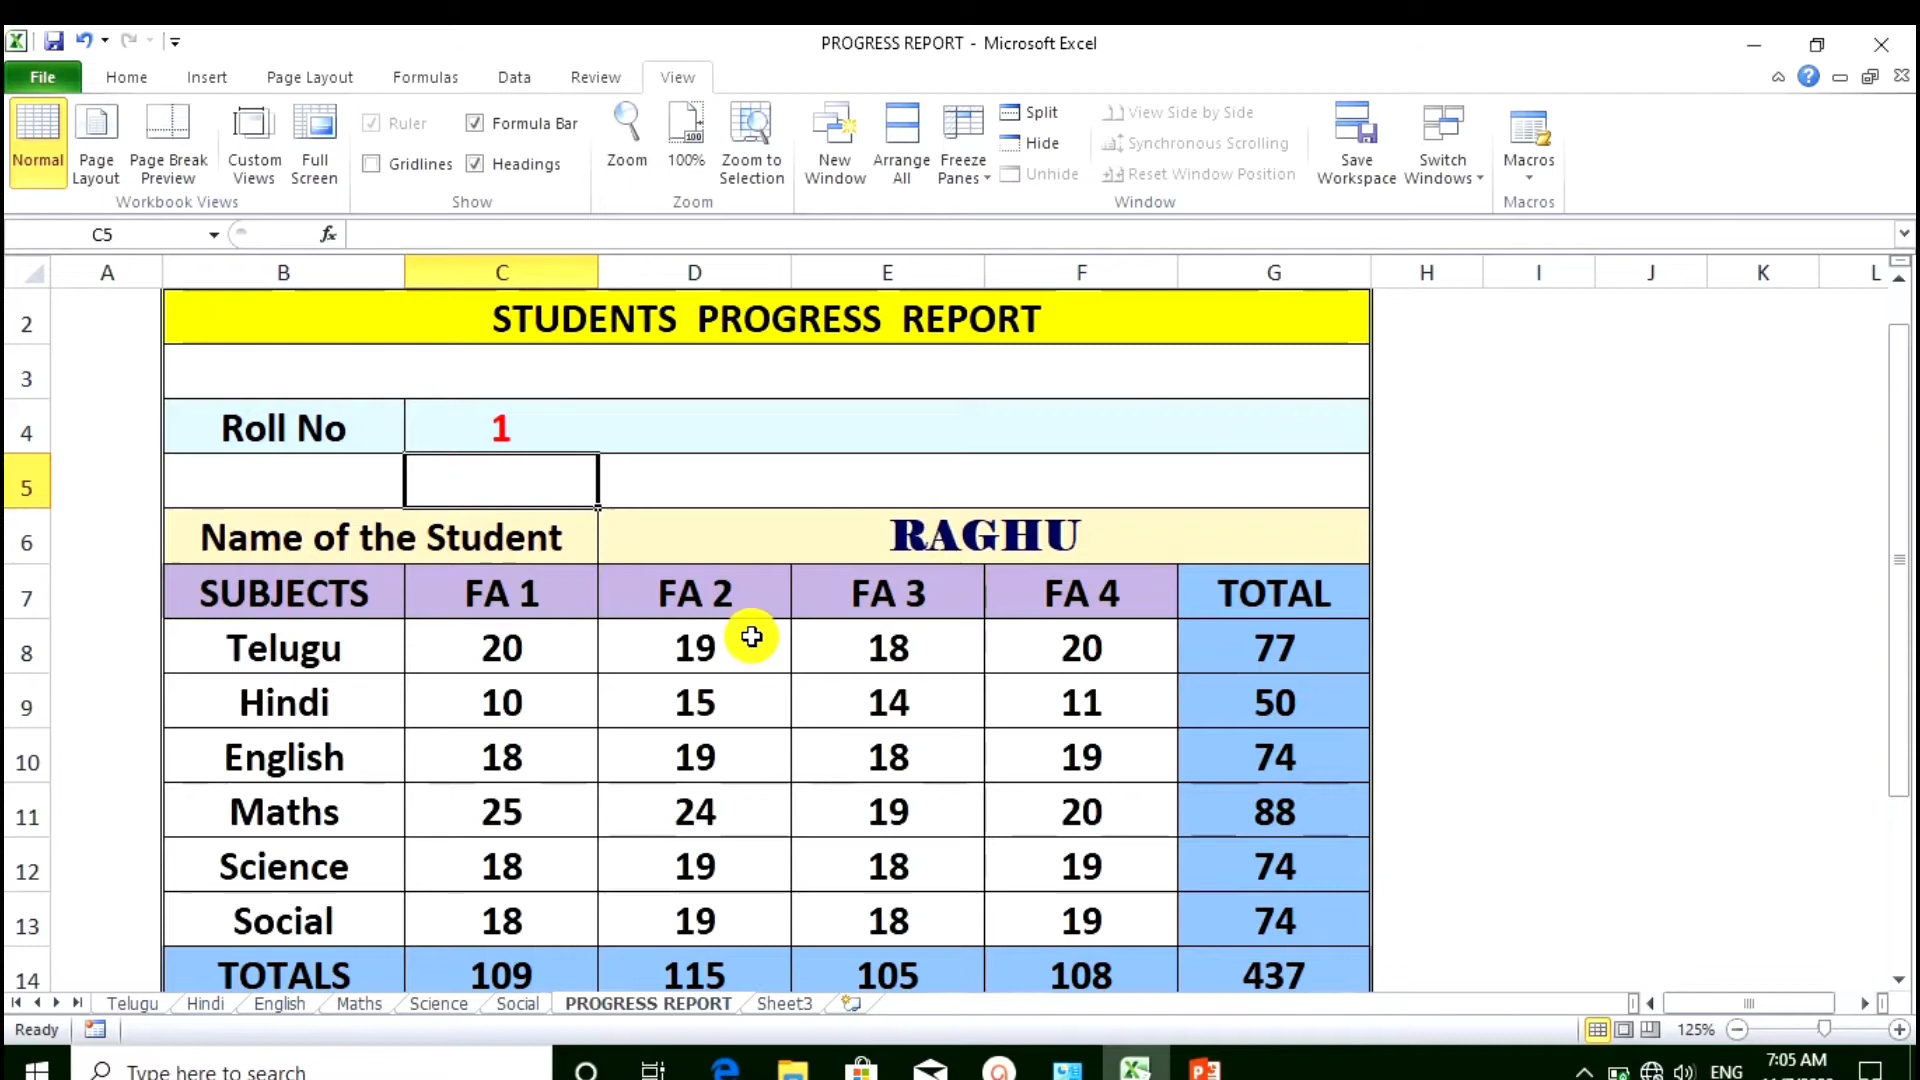 PROGRESS REPORT - Microsoft Excel
File Home Insert Page Layout Formulas Data Review View
Normal
Page Layout
Page Break Preview
Custom Views
Full Screen
Workbook Views
Ruler
Formula Bar
Gridlines
Headings
Show
Zoom
100
100%
Zoom to Selection
Zoom
New Window
Arrange All
Freeze Panes
Split
Hide
Unhide
View Side by Side
Synchronous Scrolling
Reset Window Position
Window
Save Workspace
Switch Windows
Macros
Macros
C5 fx
A B C D E F G H I J K L
2 STUDENTS PROGRESS REPORT
3
4 Roll No 1
5
6 Name of the Student RAGHU
7 SUBJECTS FA 1 FA 2 FA 3 FA 4 TOTAL
8 Telugu 20 19 18 20 77
9 Hindi 10 15 14 11 50
10 English 18 19 18 19 74
11 Maths 25 24 19 20 88
12 Science 18 19 18 19 74
13 Social 18 19 18 19 74
14 TOTALS 109 115 105 108 437
Telugu Hindi English Maths Science Social PROGRESS REPORT Sheet3
Ready 125%
Type here to search ENG 7:05 AM